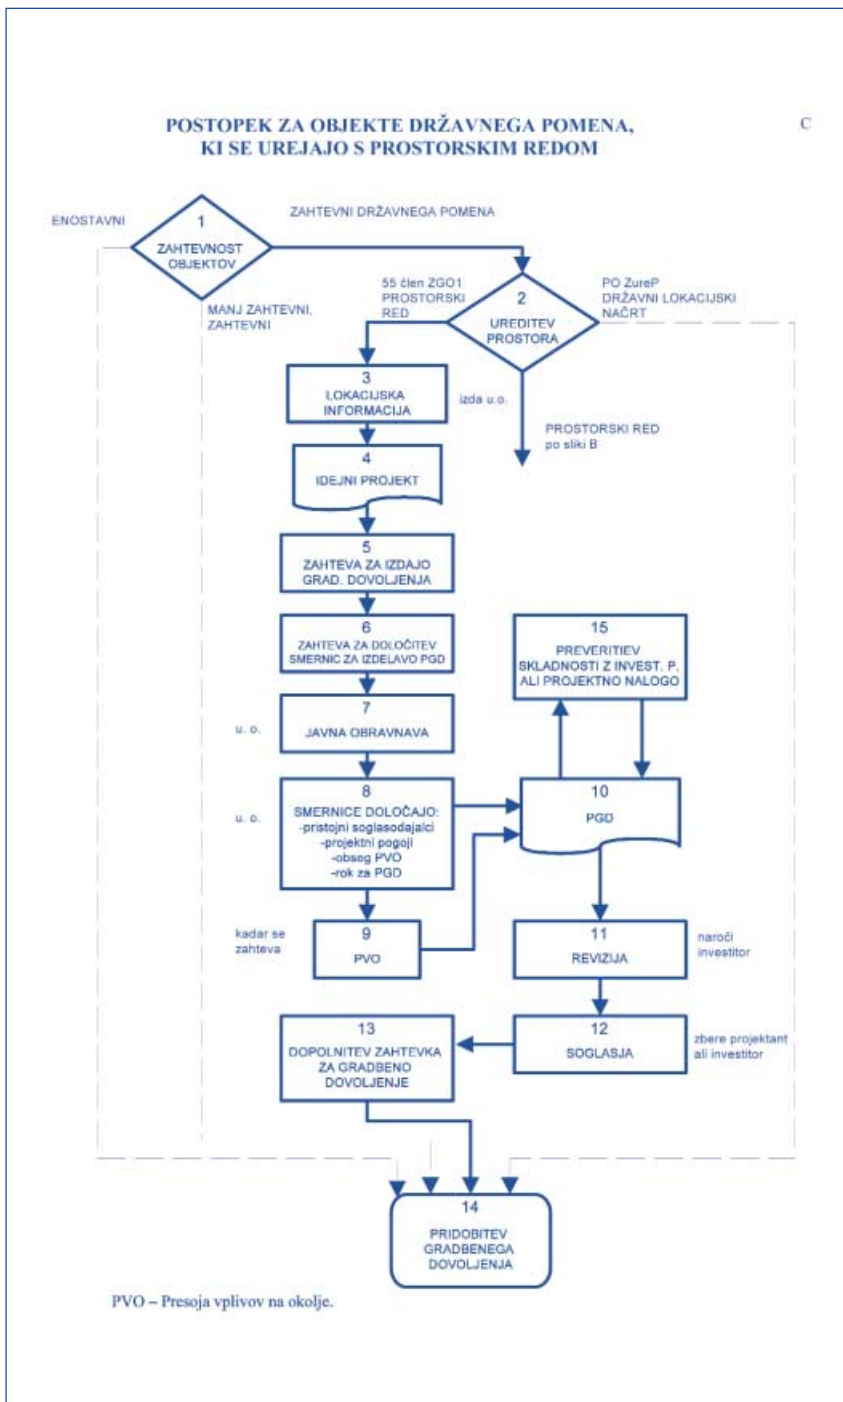 POSTOPEK ZA OBJEKTE DRŽAVNEGA POMENA,
KI SE UREJAJO S PROSTORSKIM REDOM
C
ENOSTAVNI
1
ZAHTEVNOST
OBJEKTOV
ZAHTEVNI DRŽAVNEGA POMENA
MANJ ZAHTEVNI,
ZAHTEVNI
55 člen ZGO1
PROSTORSKI
RED
2
UREDITEV
PROSTORA
PO ZureP
DRŽAVNI LOKACIJSKI
NAČRT
3
LOKACIJSKA
INFORMACIJA
izda u.o.
PROSTORSKI RED
po sliki B
4
IDEJNI PROJEKT
5
ZAHTEVA ZA IZDAJO
GRAD. DOVOLJENJA
6
ZAHTEVA ZA DOLOČITEV
SMERNIC ZA IZDELAVO PGD
15
PREVERITIEV
SKLADNOSTI Z INVEST. P.
ALI PROJEKTNO NALOGO
u. o.
7
JAVNA OBRAVNAVA
u. o.
8
SMERNICE DOLOČAJO:
-pristojni soglasodajalci
-projektni pogoji
-obseg PVO
-rok za PGD
10
PGD
kadar se
zahteva
9
PVO
11
REVIZIJA
naroči
investitor
13
DOPOLNITEV ZAHTEVKA
ZA GRADBENO
DOVOLJENJE
12
SOGLASJA
zbere projektant
ali investitor
14
PRIDOBITEV
GRADBENEGA
DOVOLJENJA
PVO – Presoja vplivov na okolje.